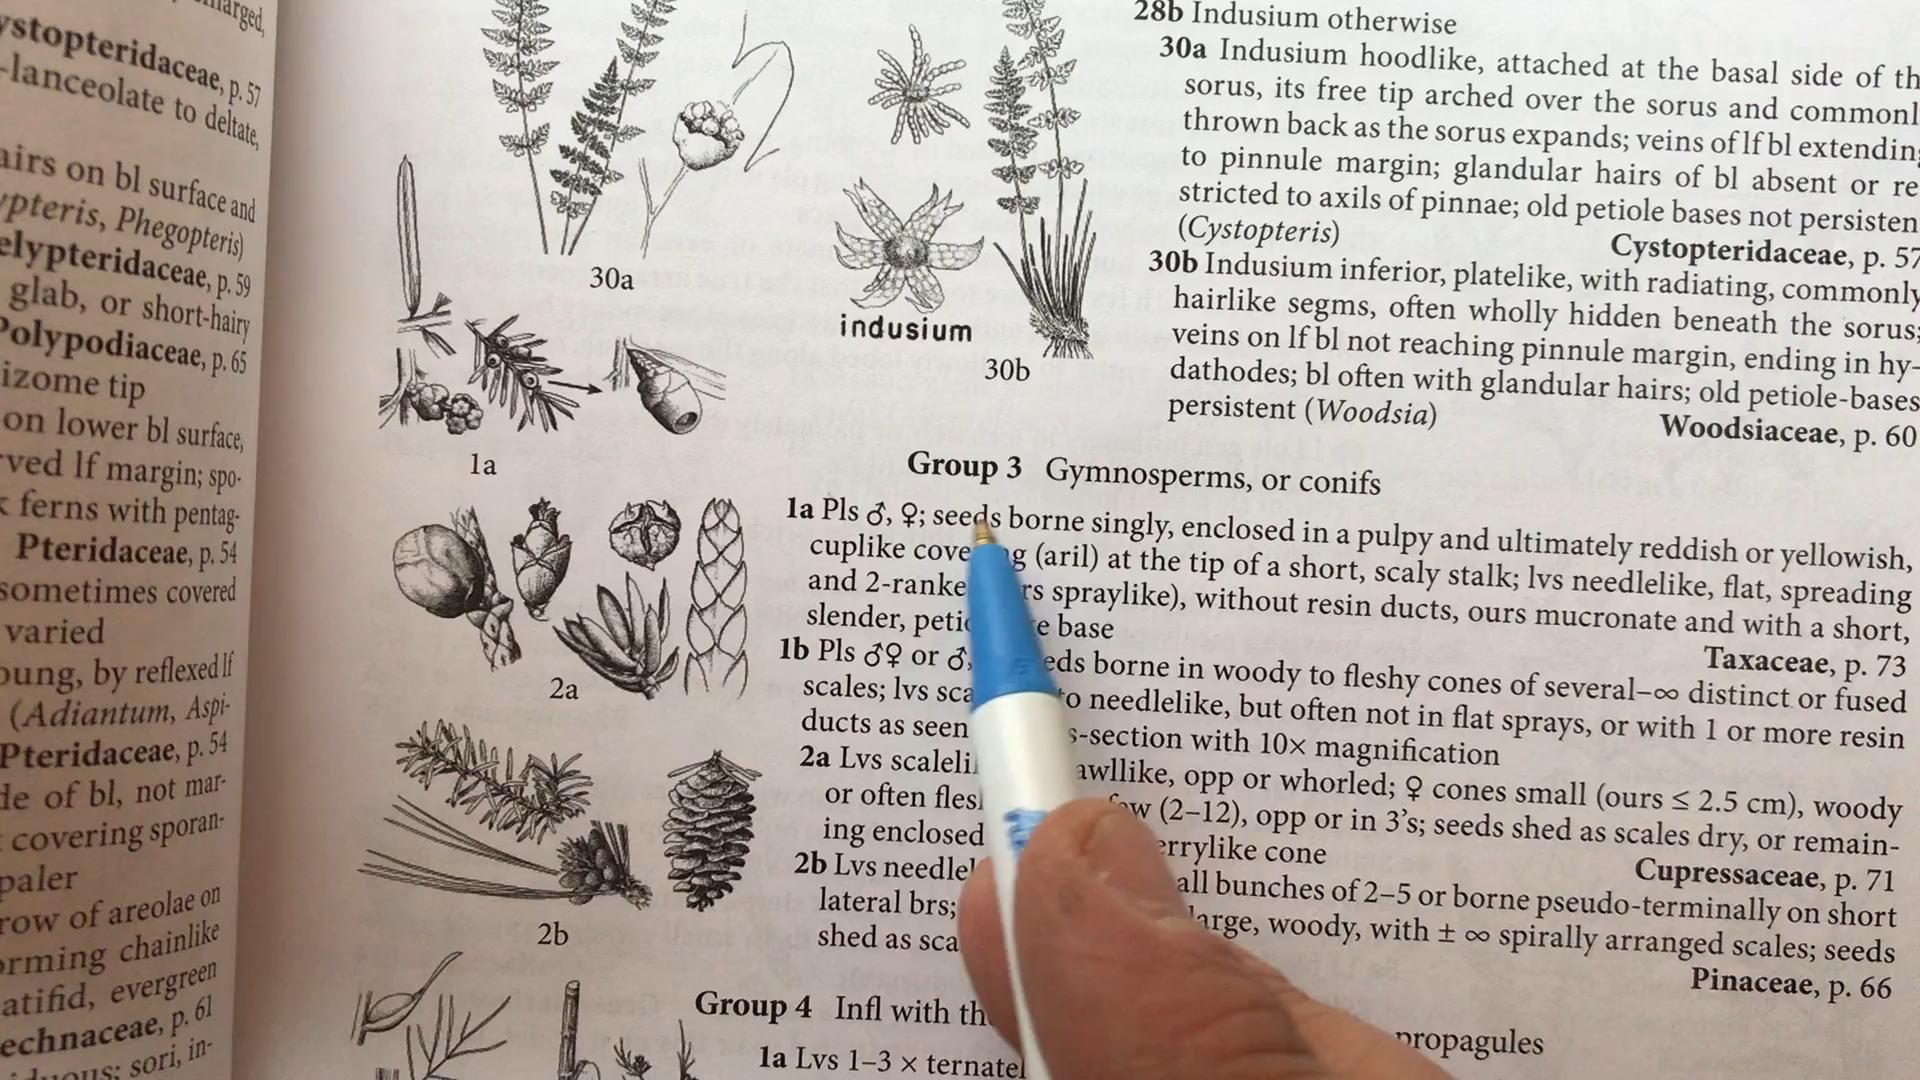 marged,
ystopteridaceae, p. 57
-lanceolate to deltate,
airs on bl surface and
ypteris, Phegopteris)
elypteridaceae, p. 59
glab, or short-hairy
Polypodiaceae, p. 65
izome tip
on lower bl surface,
ved lf margin; spo-
k ferns with pentag-
Pteridaceae, p. 54
sometimes covered
varied
oung, by reflexed lf
(Adiantum, Aspi-
Pteridaceae, p. 54
de of bl, not mar-
covering sporan-
paler
row of areolae on
orming chainlike
atifid, evergreen
echnaceae, p. 61
duous; sori, in-
30a
indusium
30b
1a
2a
2b
28b Indusium otherwise
30a Indusium hoodlike, attached at the basal side of th
sorus, its free tip arched over the sorus and commonl
thrown back as the sorus expands; veins of lf bl extending
to pinnule margin; glandular hairs of bl absent or re
stricted to axils of pinnae; old petiole bases not persisten
(Cystopteris) Cystopteridaceae, p. 57
30b Indusium inferior, platelike, with radiating, commonly
hairlike segms, often wholly hidden beneath the sorus;
veins on lf bl not reaching pinnule margin, ending in hy-
dathodes; bl often with glandular hairs; old petiole-bases
persistent (Woodsia) Woodsiaceae, p. 60
Group 3 Gymnosperms, or conifs
1a Pls ♂, ♀; seeds borne singly, enclosed in a pulpy and ultimately reddish or yellowish,
cuplike cove g (aril) at the tip of a short, scaly stalk; lvs needlelike, flat, spreading
and 2-ranke rs spraylike), without resin ducts, ours mucronate and with a short,
slender, petio e base Taxaceae, p. 73
1b Pls ♂♀ or ♂, eds borne in woody to fleshy cones of several–∞ distinct or fused
scales; lvs sca to needlelike, but often not in flat sprays, or with 1 or more resin
ducts as seen s-section with 10× magnification
2a Lvs scaleli awllike, opp or whorled; ♀ cones small (ours ≤ 2.5 cm), woody
or often flesh few (2–12), opp or in 3's; seeds shed as scales dry, or remain-
ing enclosed errylike cone Cupressaceae, p. 71
2b Lvs needlel all bunches of 2–5 or borne pseudo-terminally on short
lateral brs; large, woody, with ± ∞ spirally arranged scales; seeds
shed as sca Pinaceae, p. 66
Group 4 Infl with th propagules
1a Lvs 1–3 × ternatel